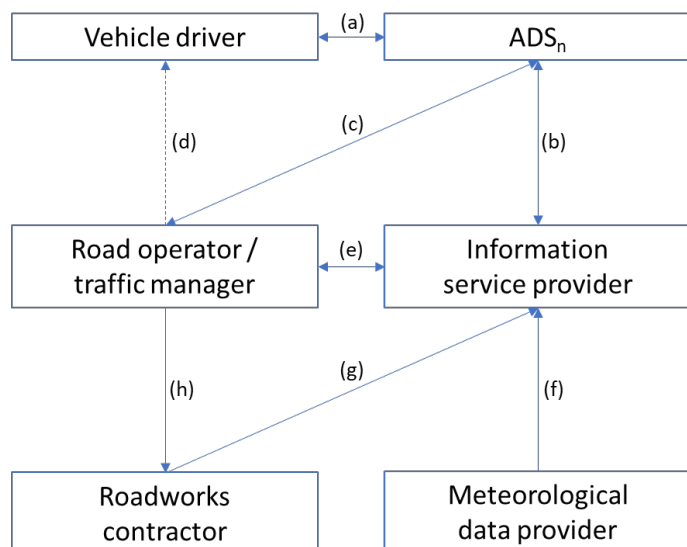 Vehicle driver
(a)
ADSₙ
(d)
(c)
(b)
Road operator /
traffic manager
(e)
Information
service provider
(h)
(g)
(f)
Roadworks
contractor
Meteorological
data provider